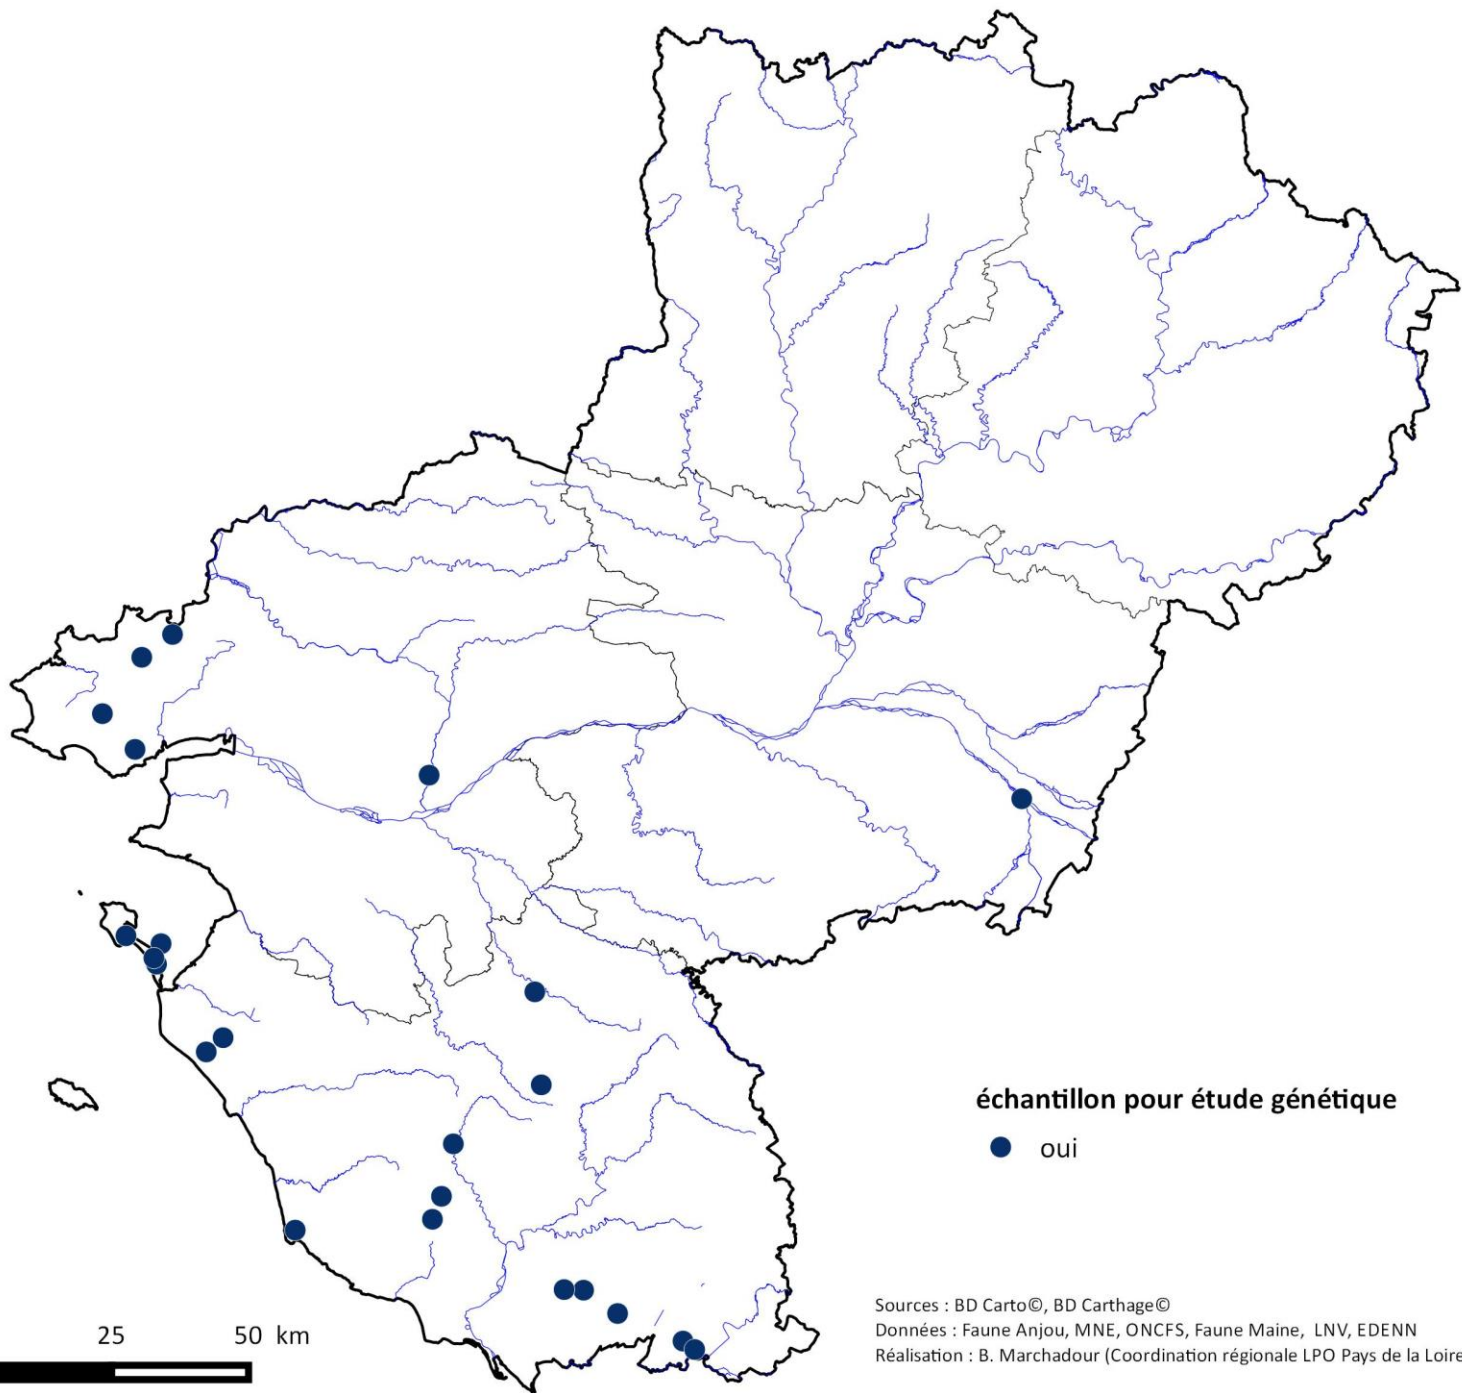 échantillon pour étude génétique
oui
25 50 km
Sources : BD Carto©, BD Carthage©
Données : Faune Anjou, MNE, ONCFS, Faune Maine, LNV, EDENN
Réalisation : B. Marchadour (Coordination régionale LPO Pays de la Loire